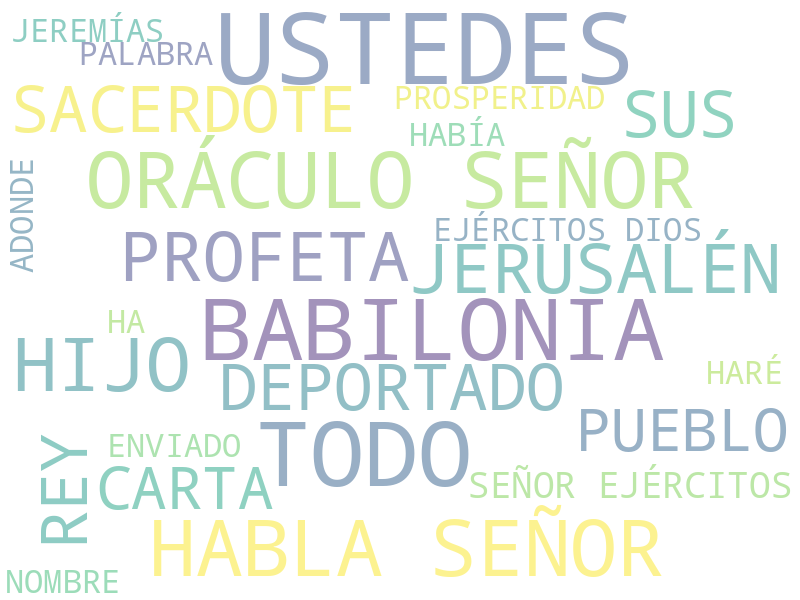 JEREMÍAS
PALABRA
USTEDES
SACERDOTE
PROSPERIDAD
SUS
HABÍA
ORÁCULO SEÑOR
ADONDE
EJÉRCITOS DIOS
PROFETA
JERUSALÉN
BABILONIA
HA
HIJO
DEPORTADO
HARÉ
PUEBLO
TODO
REY
ENVIADO
CARTA
SEÑOR EJÉRCITOS
HABLA SEÑOR
NOMBRE